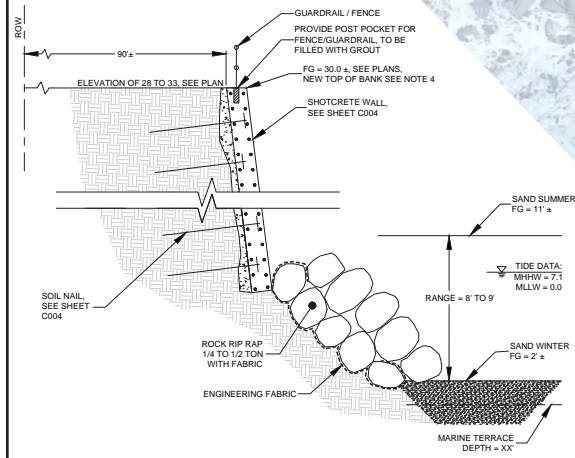 ROW
90'±
ELEVATION OF 28 TO 33, SEE PLAN
GUARDRAIL / FENCE
PROVIDE POST POCKET FOR
FENCE/GUARDRAIL, TO BE
FILLED WITH GROUT
FG = 30.0 ±, SEE PLANS,
NEW TOP OF BANK SEE NOTE 4
SHOTCRETE WALL,
SEE SHEET C004
SAND SUMMER
FG = 11' ±
TIDE DATA:
MHHW = 7.1
MLLW = 0.0
RANGE = 8' TO 9'
SOIL NAIL,
SEE SHEET
C004
ROCK RIP RAP
1/4 TO 1/2 TON
WITH FABRIC
ENGINEERING FABRIC
SAND WINTER
FG = 2' ±
MARINE TERRACE
DEPTH = XX'